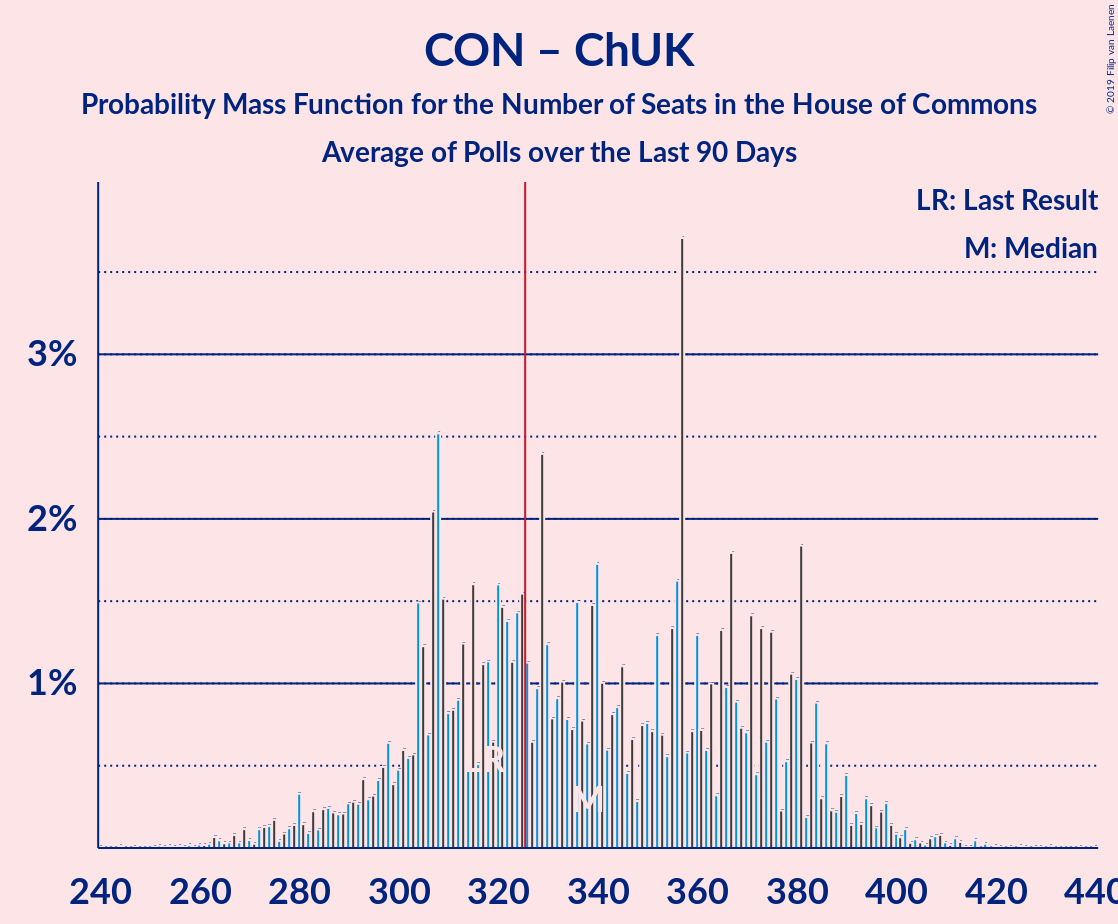 CON – ChUK
Probability Mass Function for the Number of Seats in the House of Commons
Average of Polls over the Last 90 Days
© 2019 Filip van Laenen
LR: Last Result
M: Median
3%
2%
1%
LR
M
240 260 280 300 320 340 360 380 400 420 440